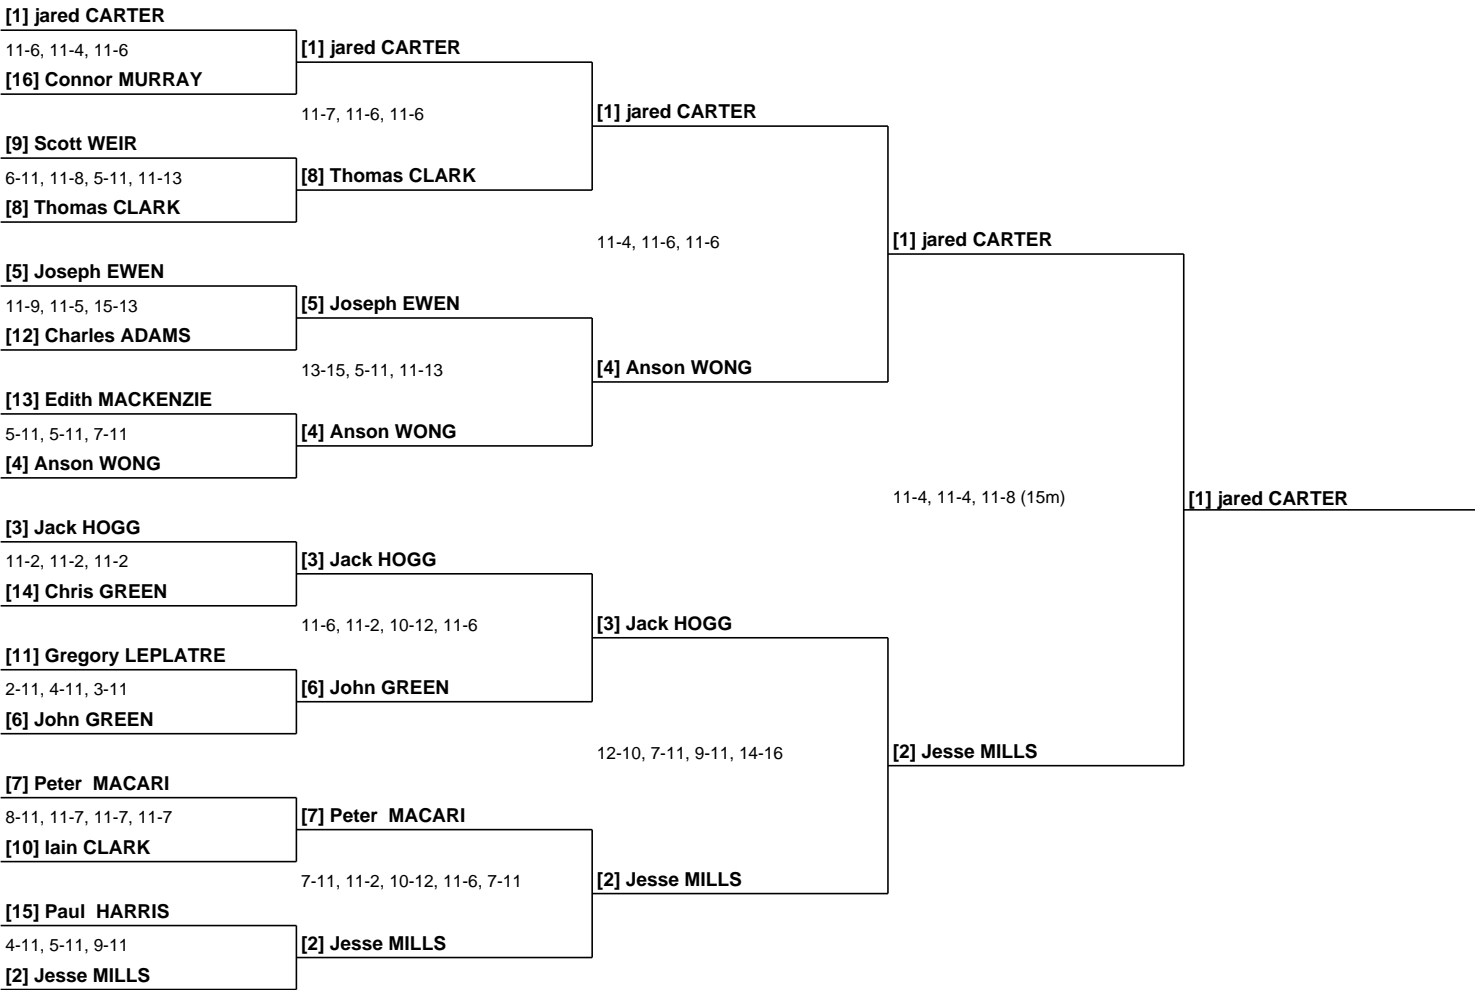 [1] jared CARTER
11-6, 11-4, 11-6
[16] Connor MURRAY
[9] Scott WEIR
6-11, 11-8, 5-11, 11-13
[8] Thomas CLARK
[5] Joseph EWEN
11-9, 11-5, 15-13
[12] Charles ADAMS
[13] Edith MACKENZIE
5-11, 5-11, 7-11
[4] Anson WONG
[3] Jack HOGG
11-2, 11-2, 11-2
[14] Chris GREEN
[11] Gregory LEPLATRE
2-11, 4-11, 3-11
[6] John GREEN
[7] Peter  MACARI
8-11, 11-7, 11-7, 11-7
[10] Iain CLARK
[15] Paul  HARRIS
4-11, 5-11, 9-11
[2] Jesse MILLS
[1] jared CARTER
11-7, 11-6, 11-6
[8] Thomas CLARK
[5] Joseph EWEN
13-15, 5-11, 11-13
[4] Anson WONG
[3] Jack HOGG
11-6, 11-2, 10-12, 11-6
[6] John GREEN
[7] Peter  MACARI
7-11, 11-2, 10-12, 11-6, 7-11
[2] Jesse MILLS
[1] jared CARTER
11-4, 11-6, 11-6
[4] Anson WONG
[3] Jack HOGG
12-10, 7-11, 9-11, 14-16
[2] Jesse MILLS
[1] jared CARTER
11-4, 11-4, 11-8 (15m)
[2] Jesse MILLS
[1] jared CARTER